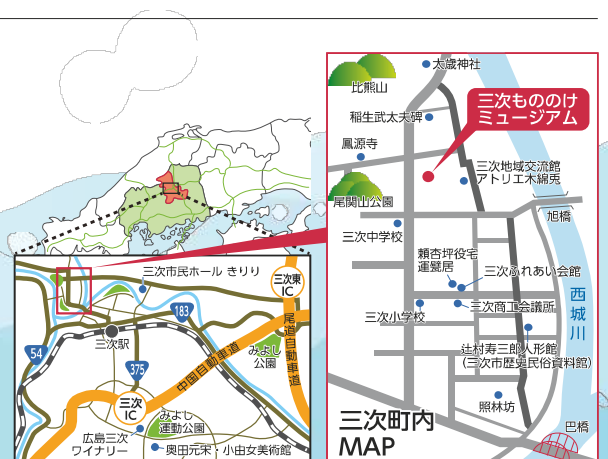 太歳神社
比熊山
三次もののけ
ミュージアム
稲生武太夫碑
鳳源寺
三次地域交流館
アトリエ木綿兎
尾関山公園
旭橋
三次中学校
頼杏坪役宅
運甓居
三次ふれあい会館
三次小学校
三次商工会議所
西城川
辻村寿三郎人形館
(三次市歴史民俗資料館)
照林坊
三次町内
MAP
巴橋
三次市民ホール きりり
三次東
IC
183
三次駅
54
375
尾道自動車道
みよし
公園
中国自動車道
三次
IC
みよし
運動公園
広島三次
ワイナリー
奥田元宋・小由女美術館